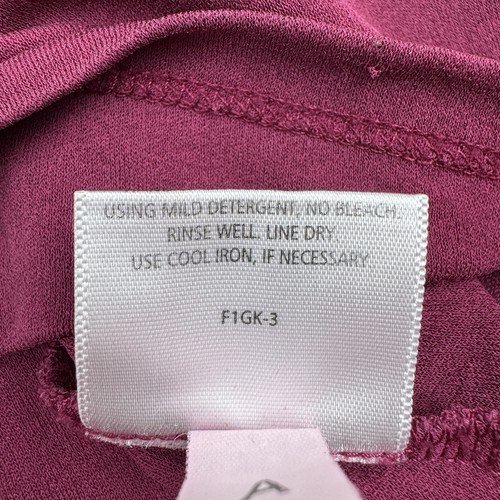 USING MILD DETERGENT, NO BLEACH.
RINSE WELL. LINE DRY.
USE COOL IRON, IF NECESSARY.
F1GK-3